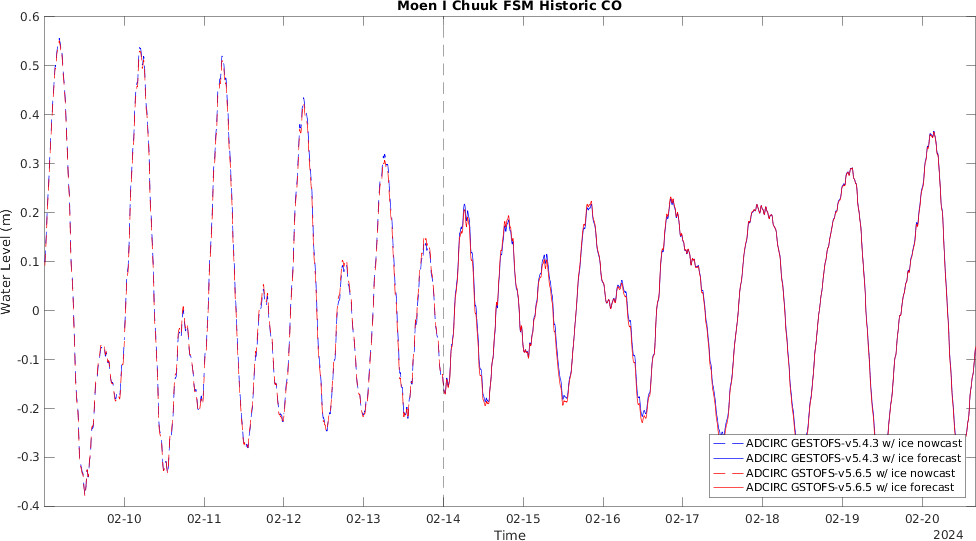 Moen I Chuuk FSM Historic CO
0.6
0.5
0.4
0.3
0.2
0.1
0
-0.1
-0.2
-0.3
-0.4
Water Level (m)
ADCIRC GESTOFS-v5.4.3 w/ ice nowcast
ADCIRC GESTOFS-v5.4.3 w/ ice forecast
ADCIRC GSTOFS-v5.6.5 w/ ice nowcast
ADCIRC GSTOFS-v5.6.5 w/ ice forecast
02-10 02-11 02-12 02-13 02-14 02-15 02-16 02-17 02-18 02-19 02-20
Time
2024